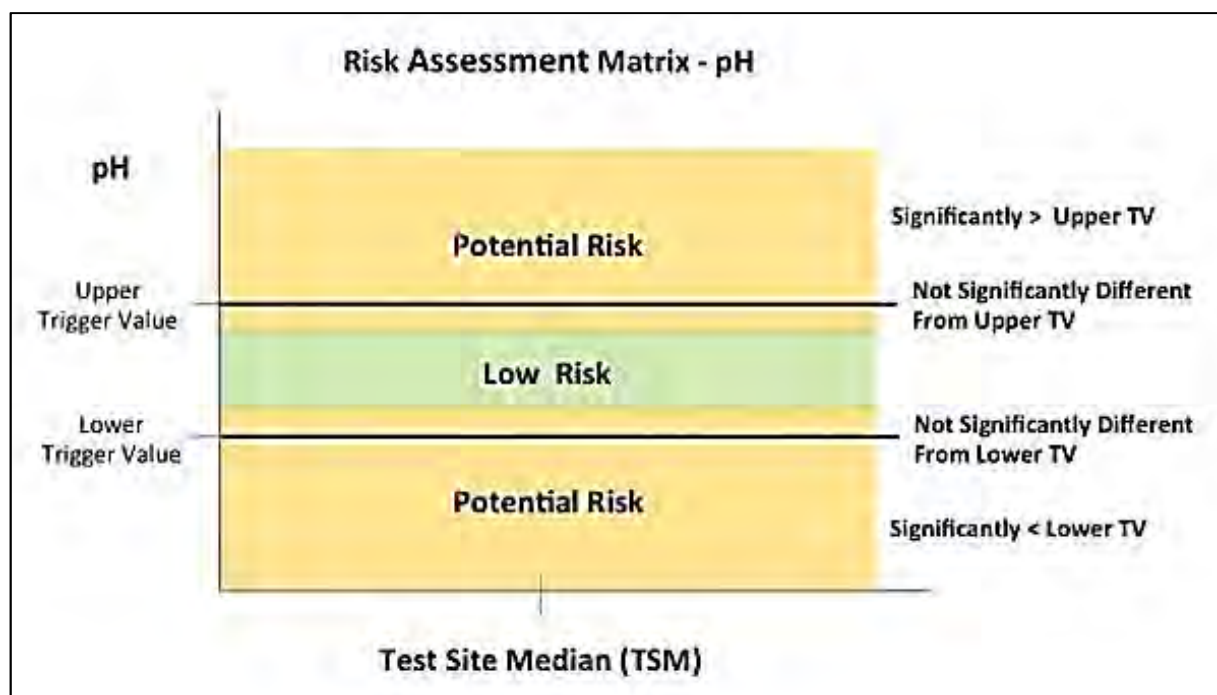 Risk Assessment Matrix - pH
pH
Potential Risk
Significantly > Upper TV
Upper
Trigger Value
Not Significantly Different
From Upper TV
Low Risk
Lower
Trigger Value
Not Significantly Different
From Lower TV
Potential Risk
Significantly < Lower TV
Test Site Median (TSM)